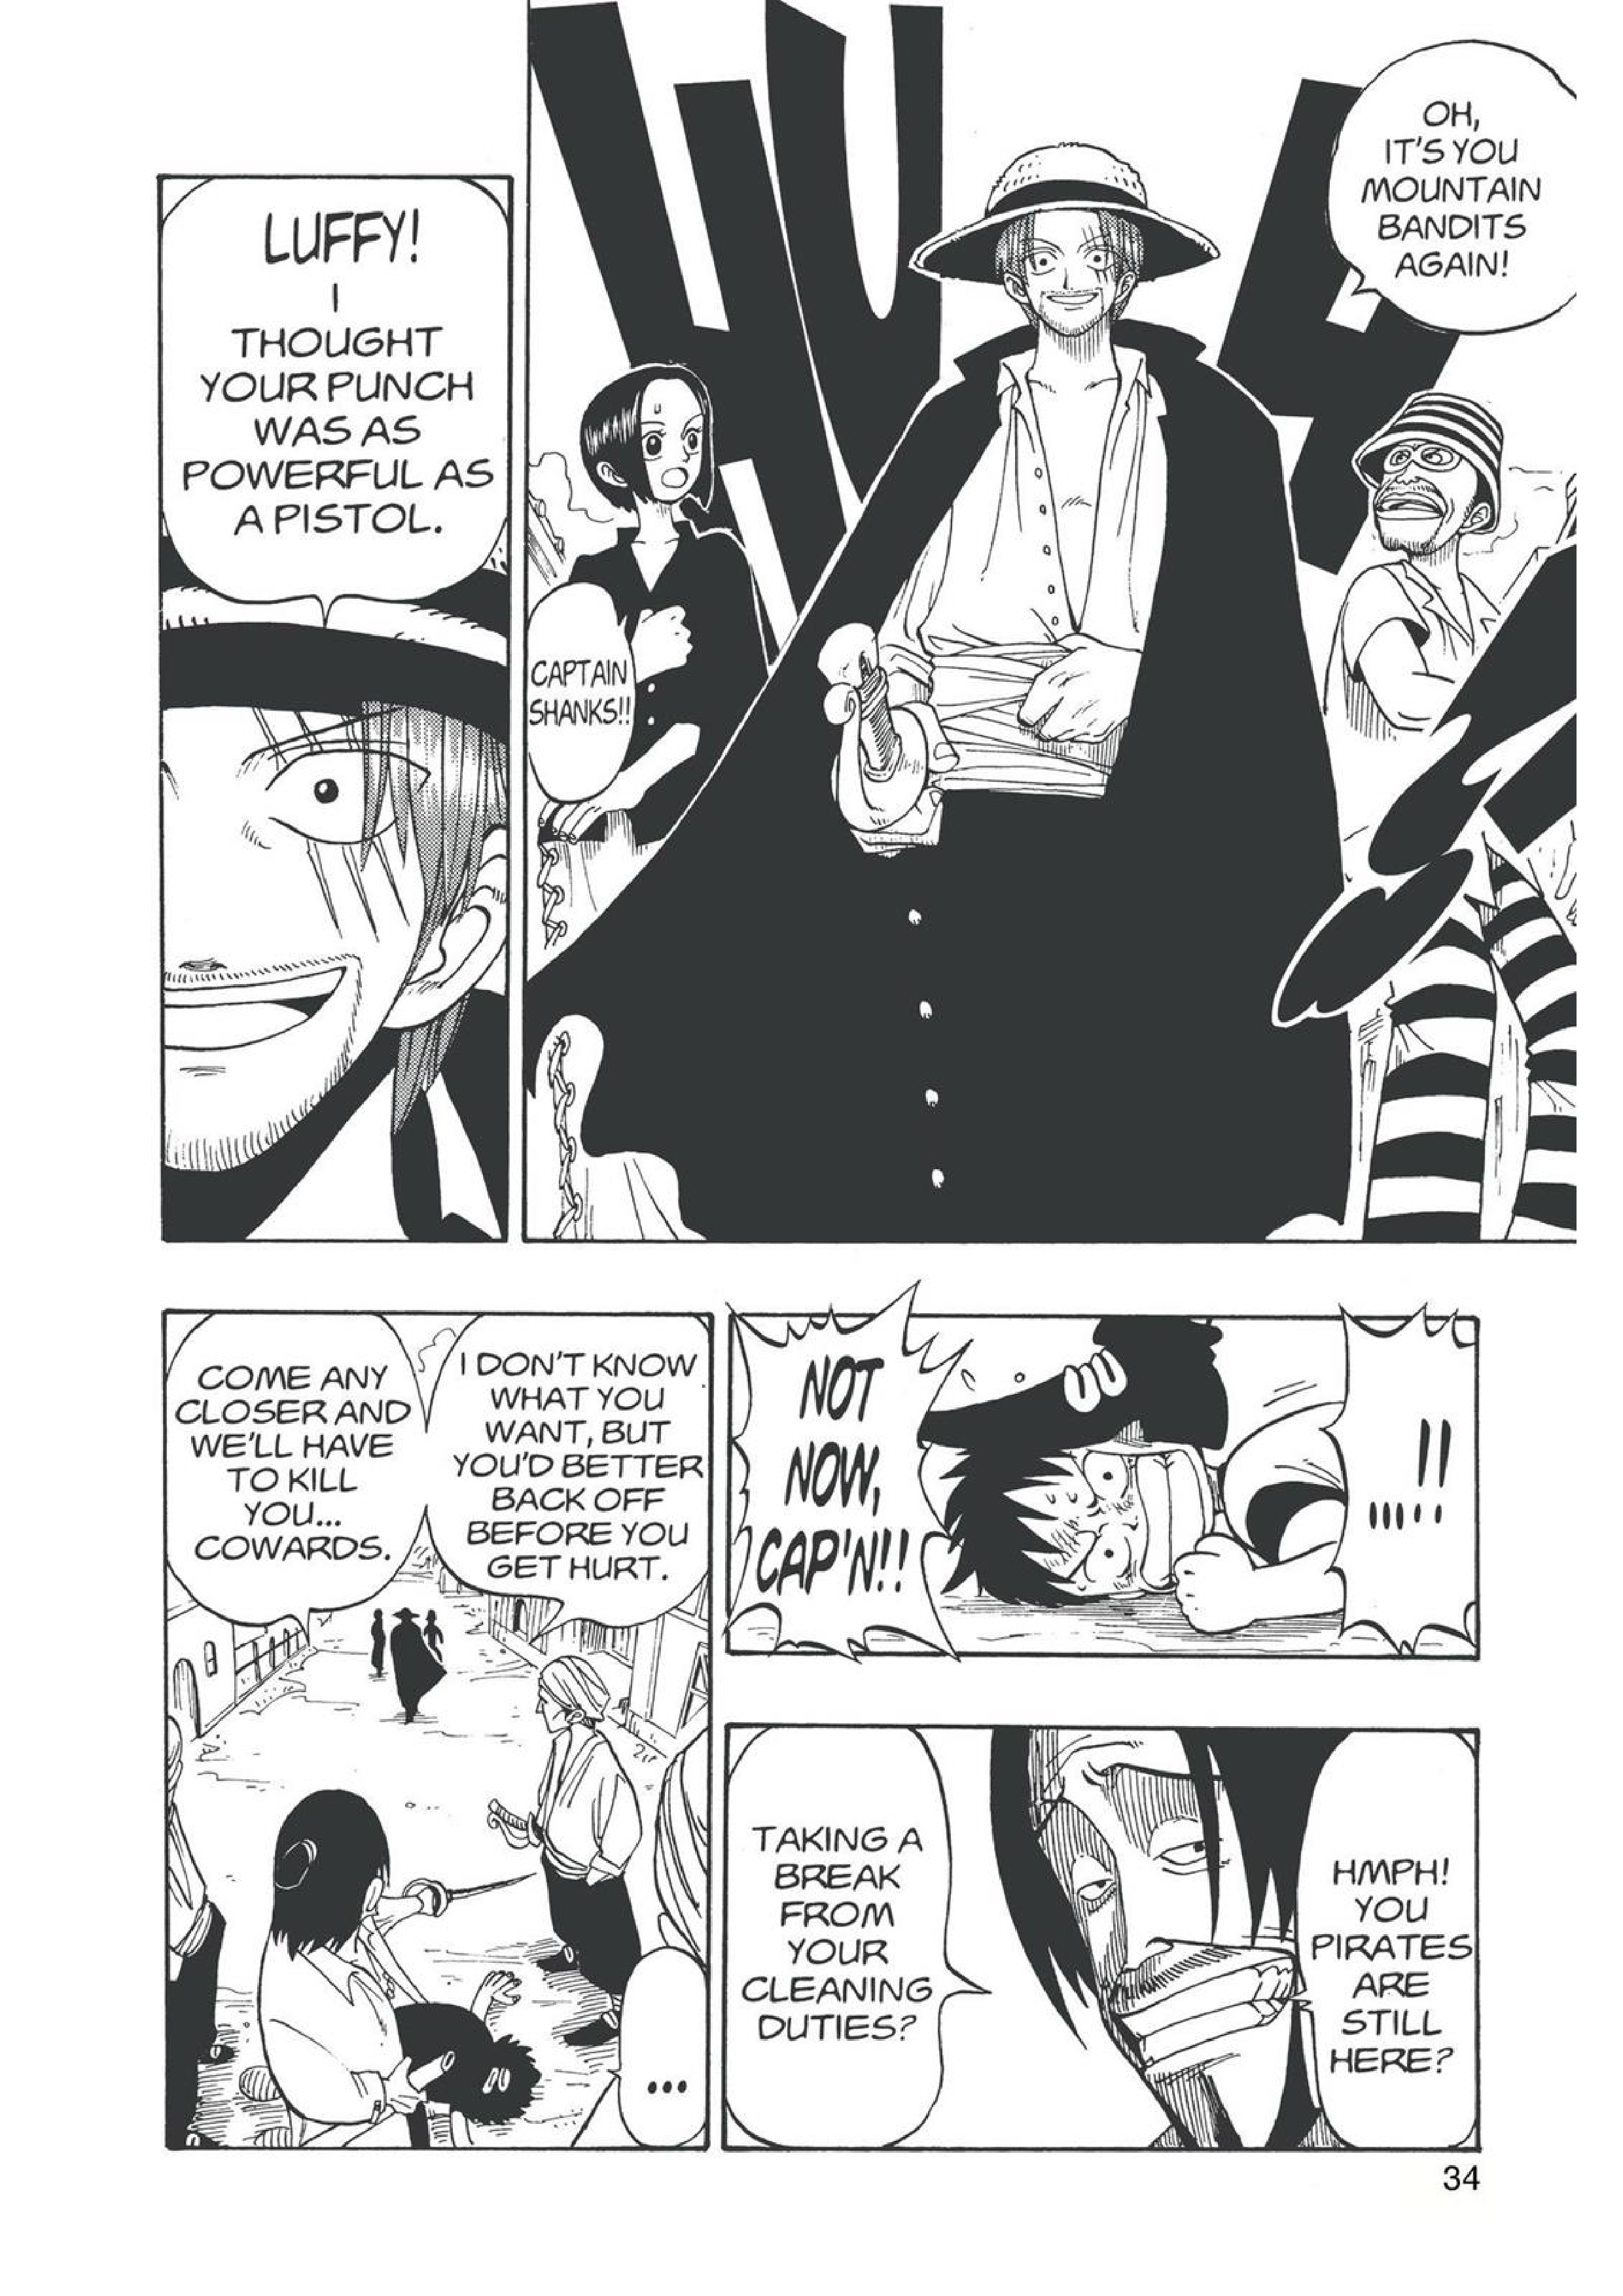 OH,
IT'S YOU
MOUNTAIN
BANDITS
AGAIN!
CAPTAIN
SHANKS!!
LUFFY!
I
THOUGHT
YOUR PUNCH
WAS AS
POWERFUL AS
A PISTOL.
!!
NOT
NOW,
CAP'N!!
HMPH!
YOU
PIRATES
ARE
STILL
HERE?
TAKING A
BREAK
FROM
YOUR
CLEANING
DUTIES?
I DON'T KNOW
WHAT YOU
WANT, BUT
YOU'D BETTER
BACK OFF
BEFORE YOU
GET HURT.
COME ANY
CLOSER AND
WE'LL HAVE
TO KILL
YOU...
COWARDS.
...
34